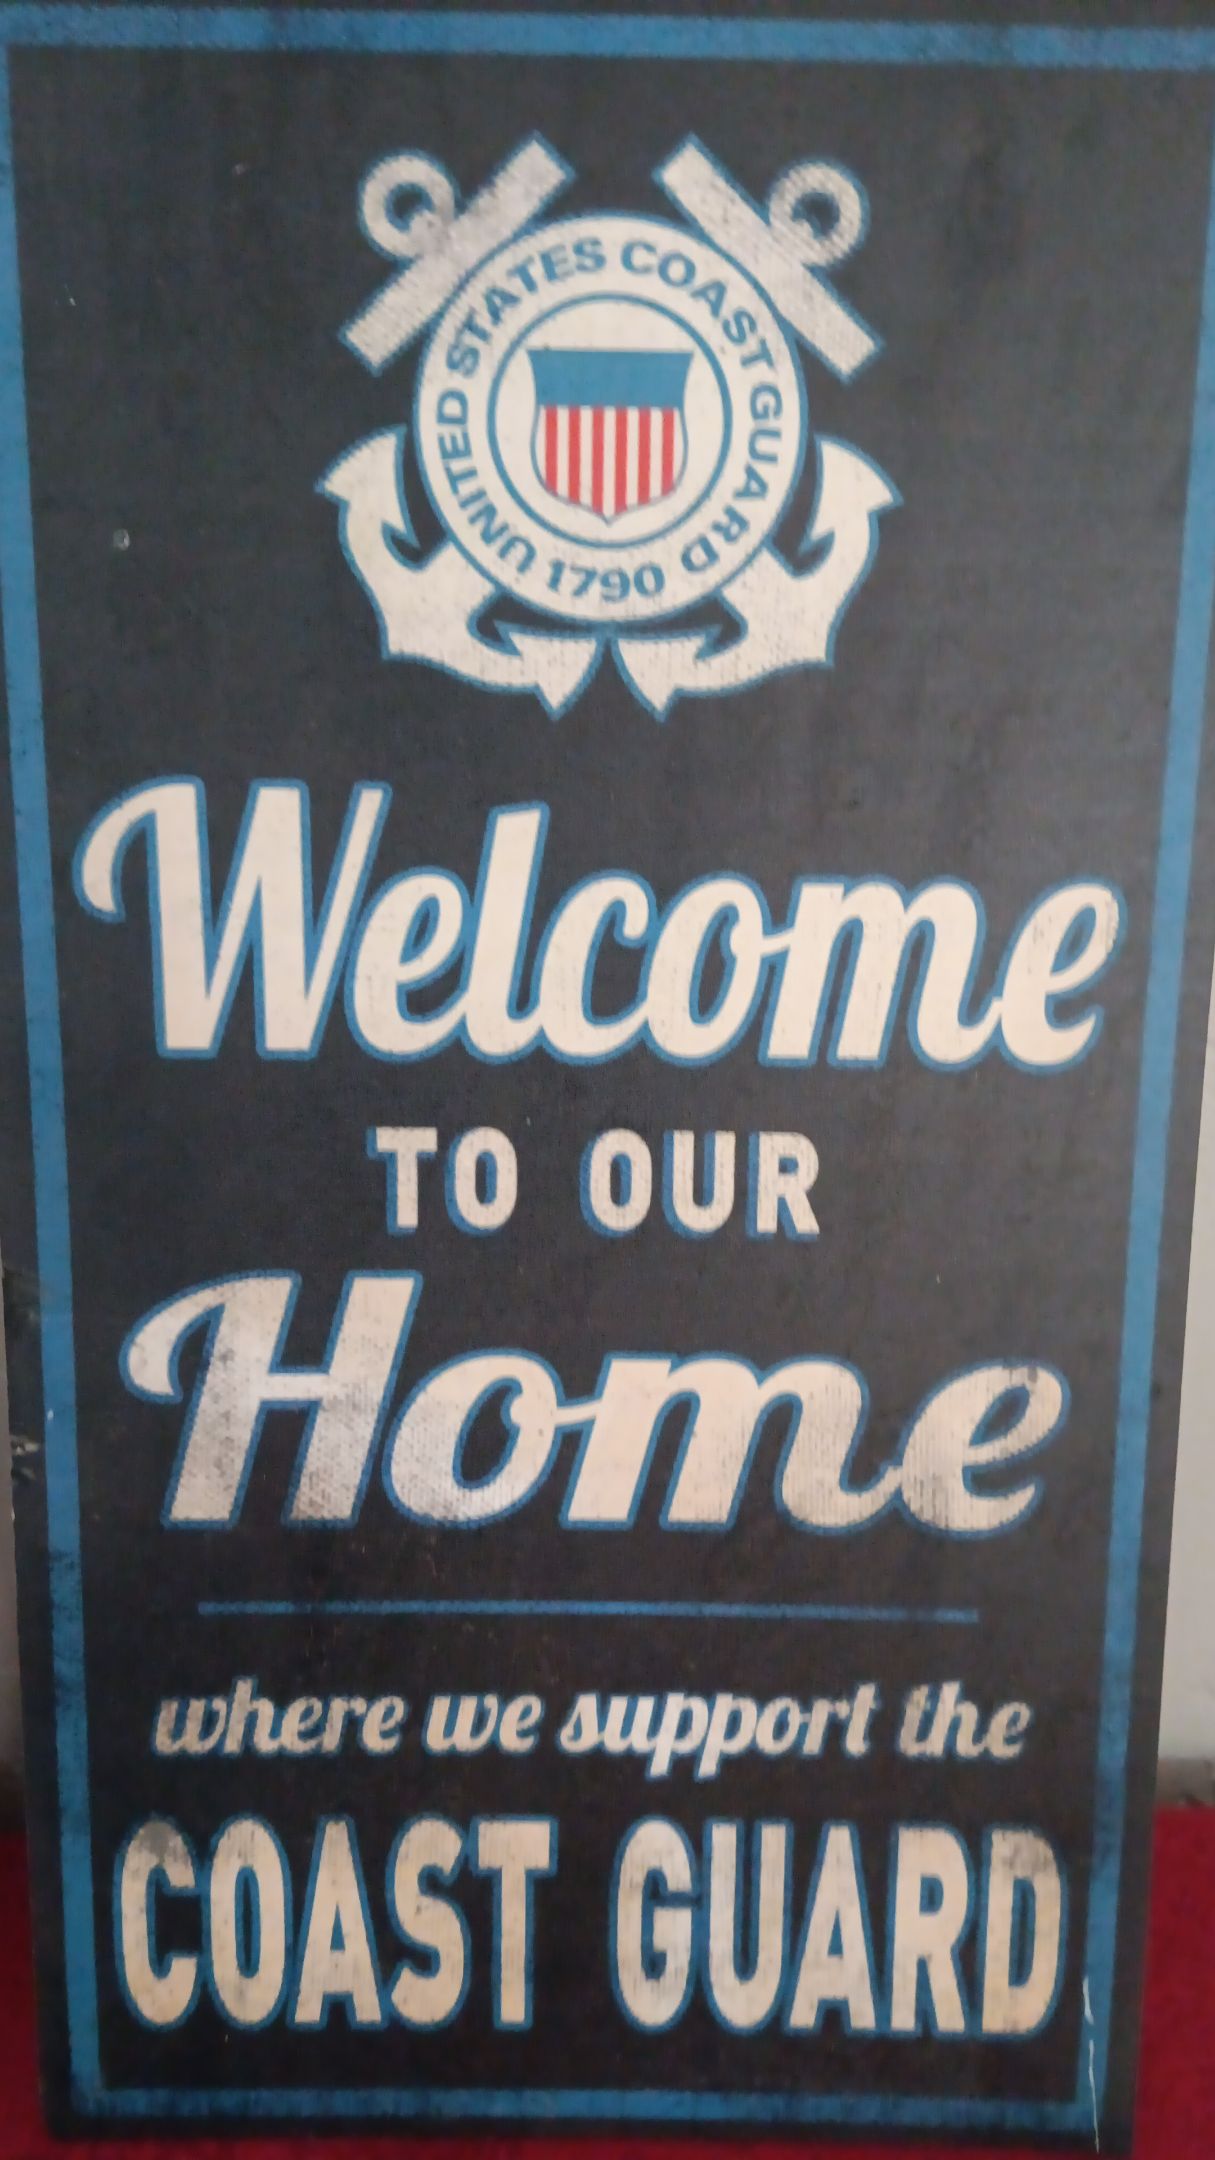 UNITED STATES COAST GUARD
1790
Welcome
TO OUR
Home
where we support the
COAST GUARD